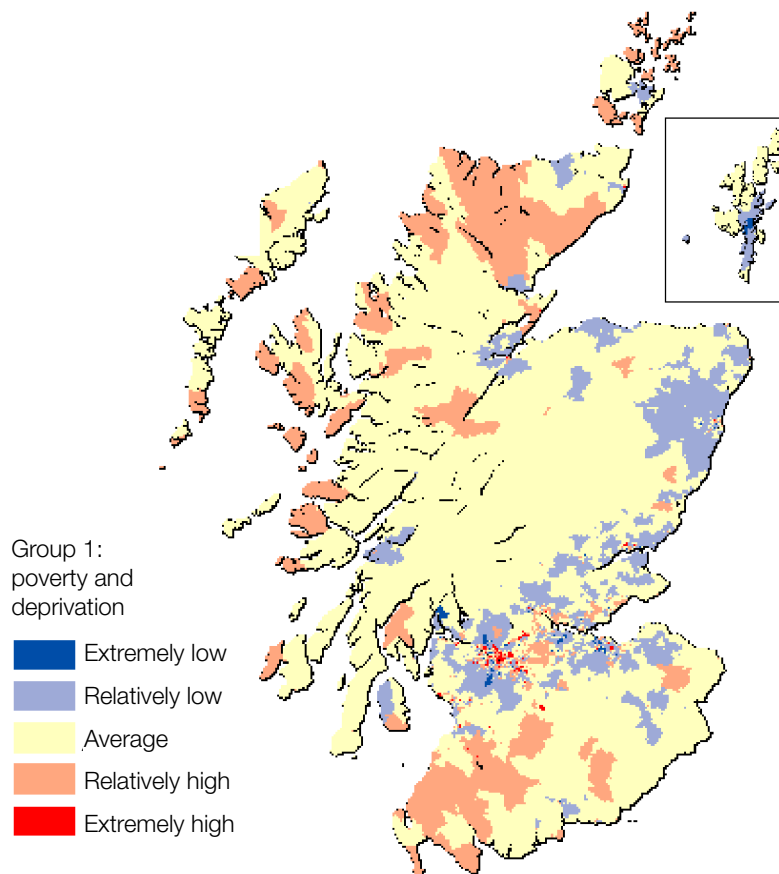 Group 1:
poverty and
deprivation
Extremely low
Relatively low
Average
Relatively high
Extremely high